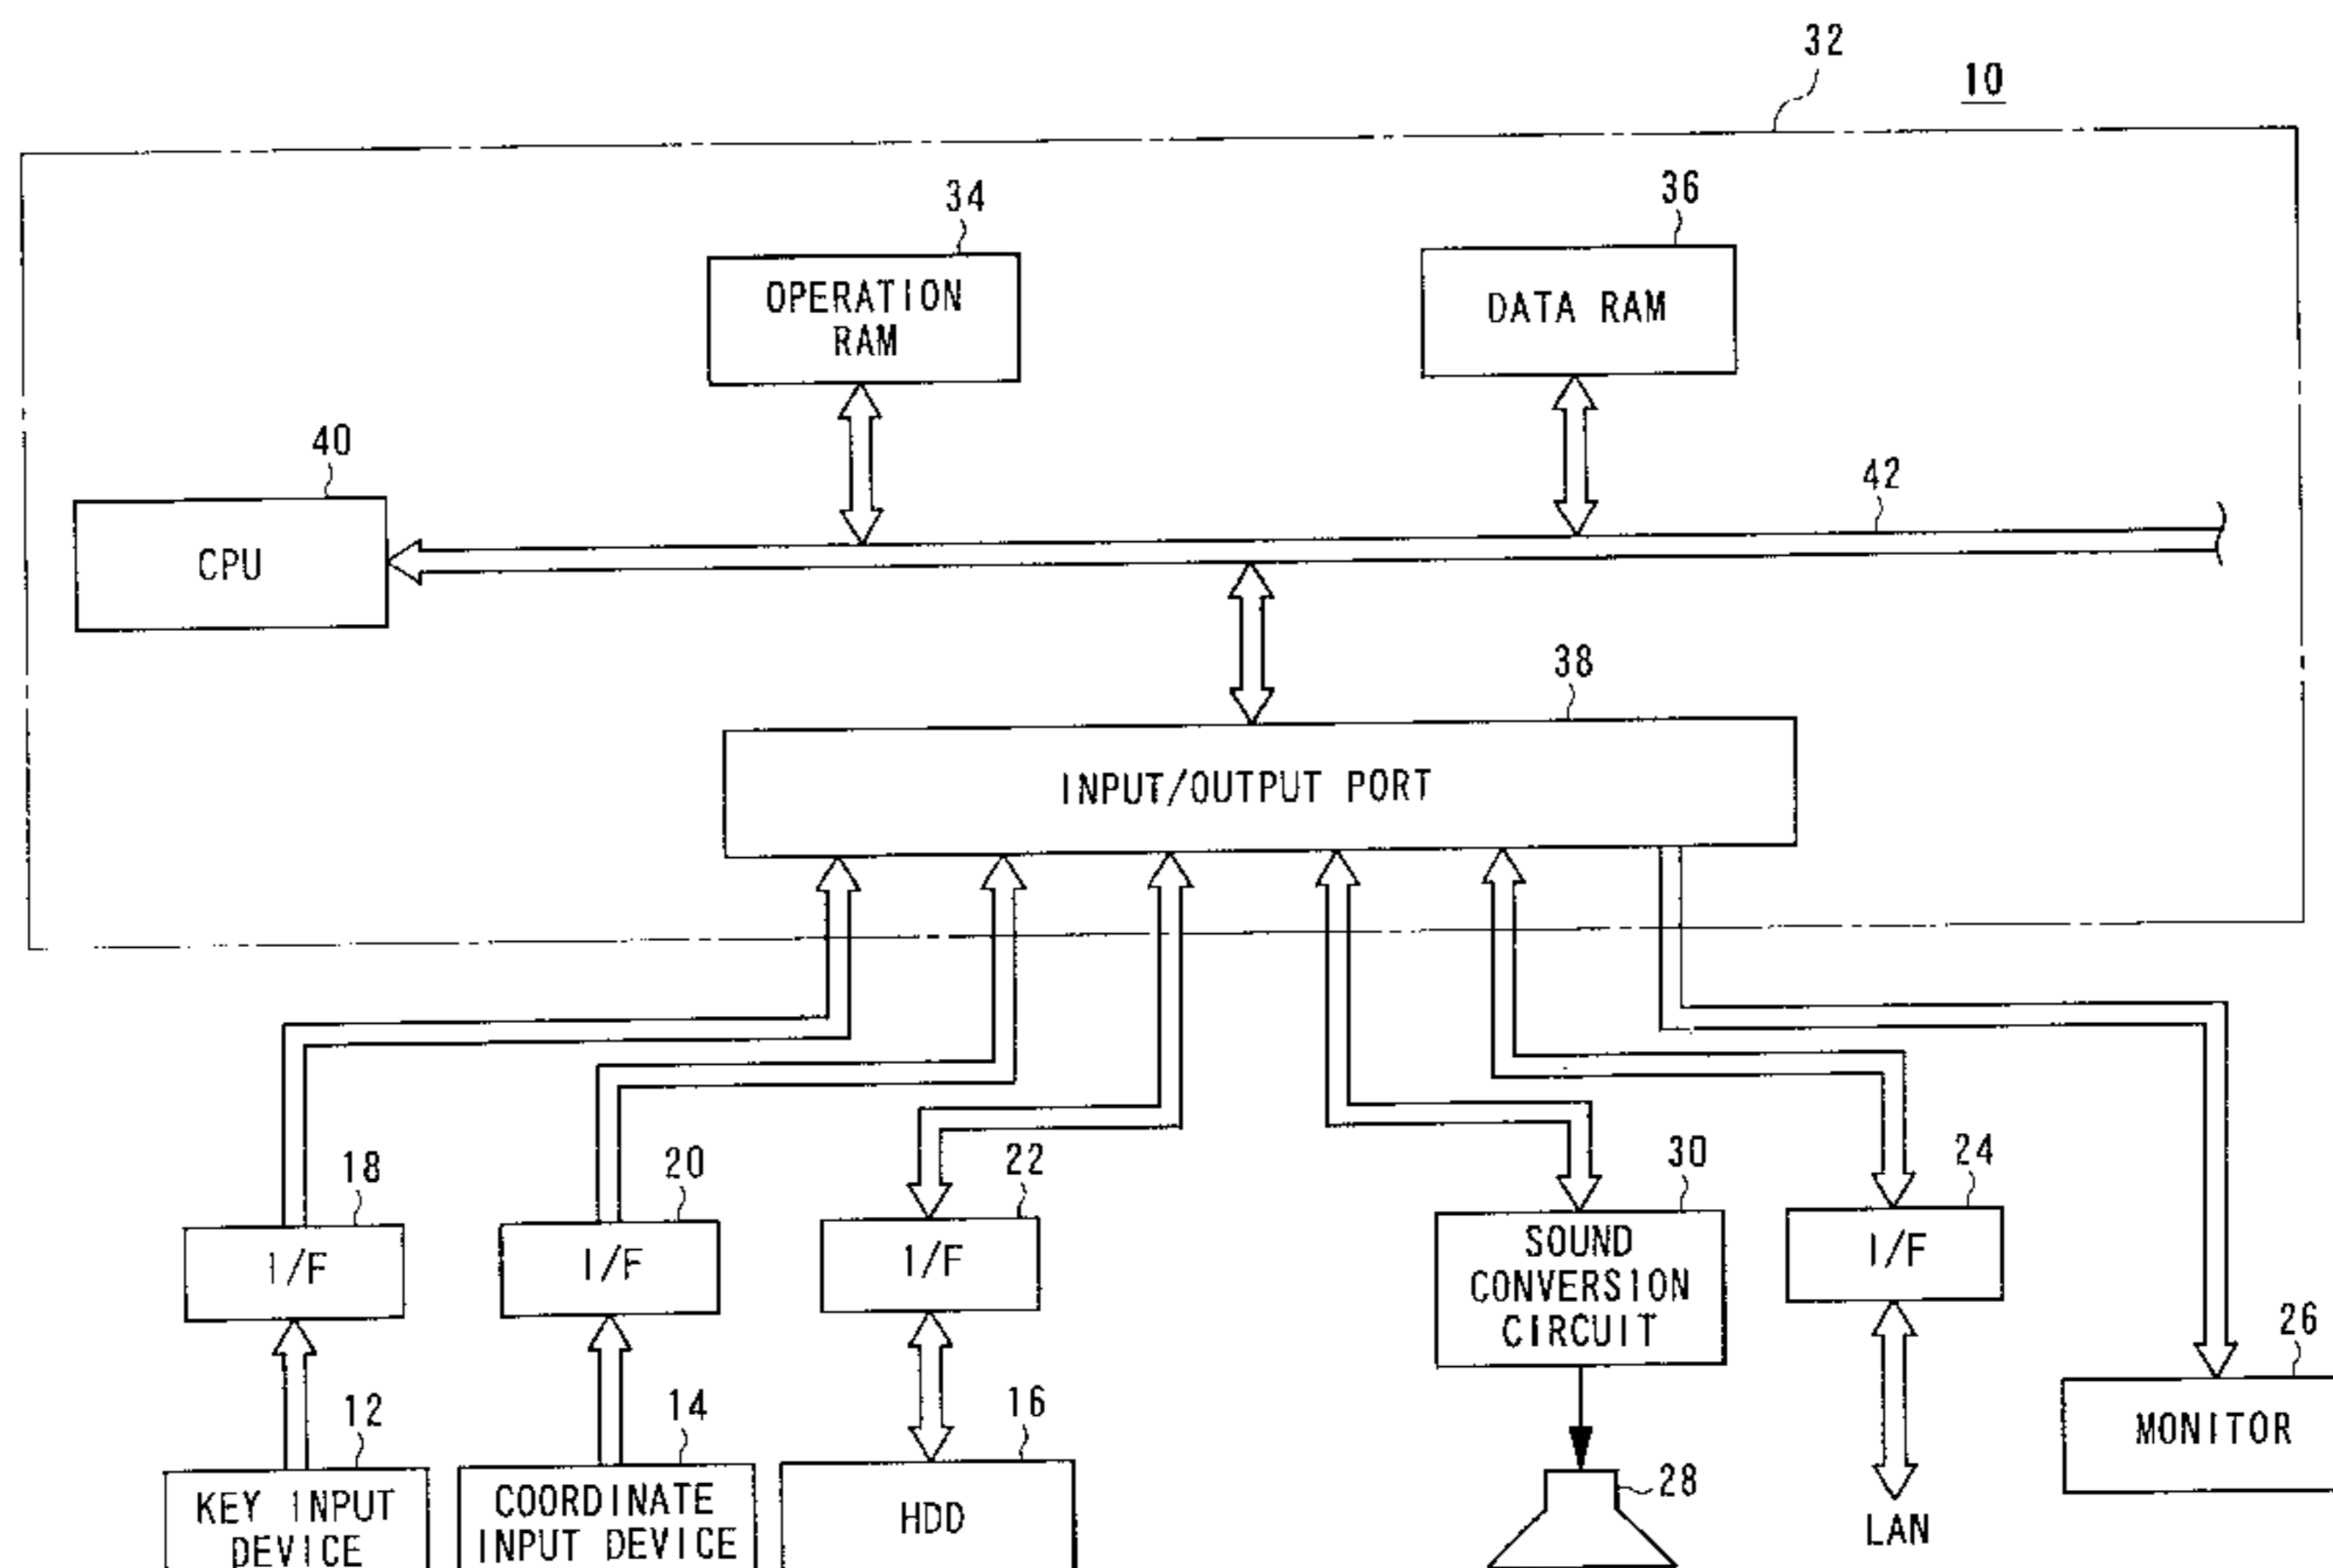 32
10
34
36
OPERATION
RAM
DATA RAM
40
42
CPU
38
INPUT/OUTPUT PORT
18
20
22
30
24
I/F
I/F
I/F
SOUND
CONVERSION
CIRCUIT
I/F
26
12
14
16
MONITOR
KEY INPUT
DEVICE
COORDINATE
INPUT DEVICE
HDD
28
LAN